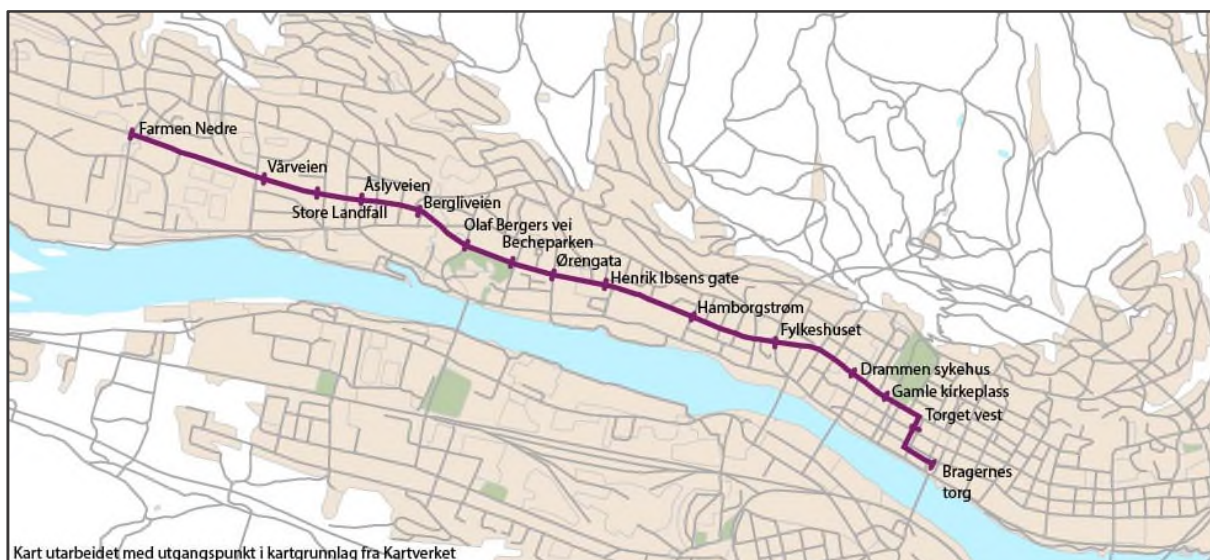 Farmen Nedre
Vårveien
Store Landfall
Åslyveien
Bergliveien
Olaf Bergers vei
Becheparken
Ørengata
Henrik Ibsens gate
Hamborgstrøm
Fylkeshuset
Drammen sykehus
Gamle kirkeplass
Torget vest
Bragernes
torg
Kart utarbeidet med utgangspunkt i kartgrunnlag fra Kartverket